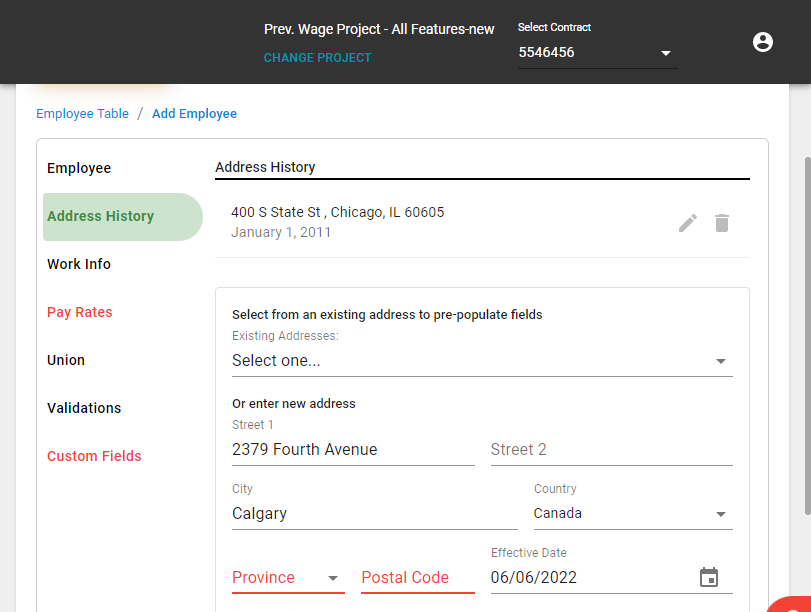 Prev. Wage Project - All Features-new
CHANGE PROJECT
Select Contract
5546456
Employee Table / Add Employee
Employee
Address History
Work Info
Pay Rates
Union
Validations
Custom Fields
Address History
400 S State St , Chicago, IL 60605
January 1, 2011
Select from an existing address to pre-populate fields
Existing Addresses:
Select one...
Or enter new address
Street 1
2379 Fourth Avenue
Street 2
City
Calgary
Country
Canada
Province
Postal Code
Effective Date
06/06/2022